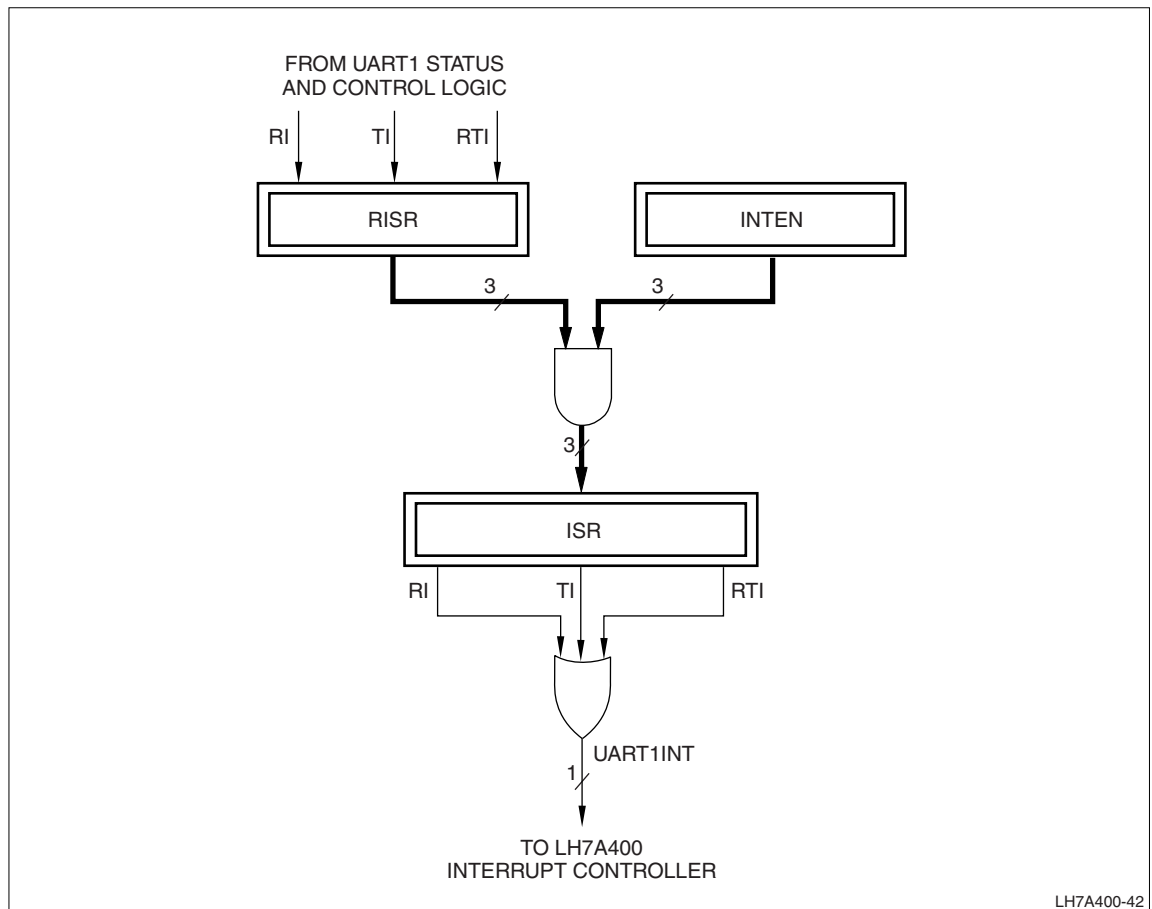 FROM UART1 STATUS
AND CONTROL LOGIC
RI
TI
RTI
RISR
INTEN
3
3
3
ISR
RI
TI
RTI
UART1INT
1
TO LH7A400
INTERRUPT CONTROLLER
LH7A400-42